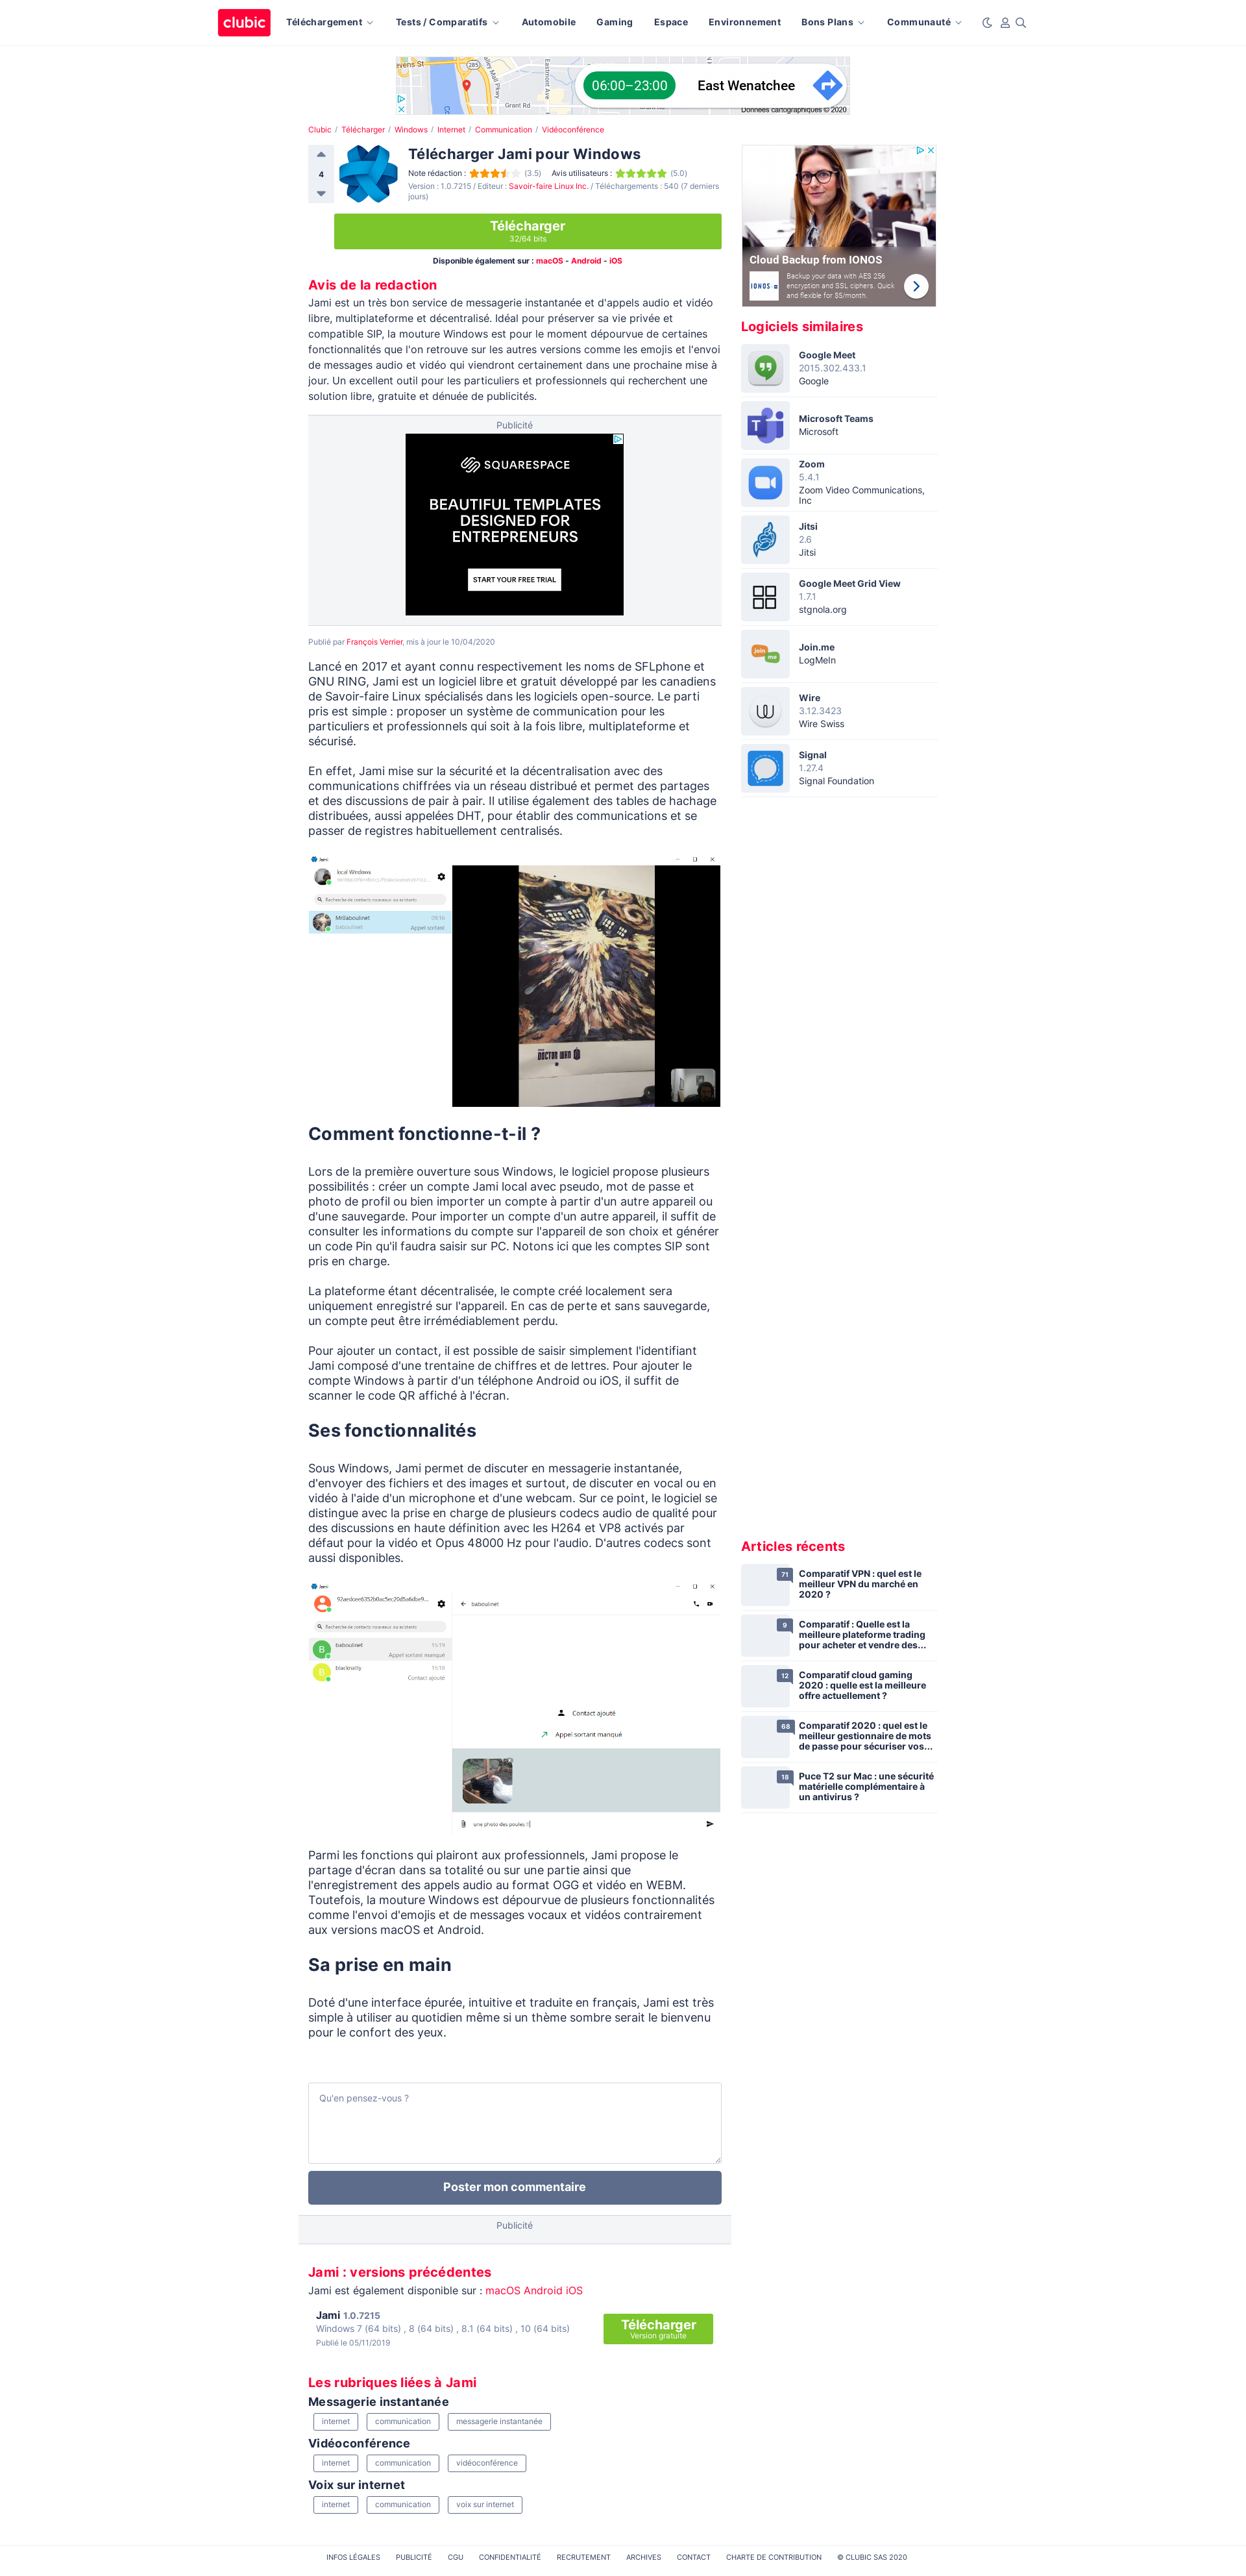 clubic
Téléchargement
Tests / Comparatifs
Automobile
Gaming
Espace
Environnement
Bons Plans
Communauté
evens St
285
Valley Mall Pkwy
Eastmont Ave
Grant Rd
06:00–23:00
East Wenatchee
Données cartographiques © 2020
Clubic / Télécharger / Windows / Internet / Communication / Vidéoconférence
4
Télécharger Jami pour Windows
Note rédaction : (3.5) Avis utilisateurs : (5.0)
Version : 1.0.7215 / Editeur : Savoir-faire Linux Inc. / Téléchargements : 540 (7 derniers
jours)
Télécharger
32/64 bits
Disponible également sur : macOS - Android - iOS
Avis de la redaction
Jami est un très bon service de messagerie instantanée et d'appels audio et vidéo
libre, multiplateforme et décentralisé. Idéal pour préserver sa vie privée et
compatible SIP, la mouture Windows est pour le moment dépourvue de certaines
fonctionnalités que l'on retrouve sur les autres versions comme les emojis et l'envoi
de messages audio et vidéo qui viendront certainement dans une prochaine mise à
jour. Un excellent outil pour les particuliers et professionnels qui recherchent une
solution libre, gratuite et dénuée de publicités.
Publicité
SQUARESPACE
BEAUTIFUL TEMPLATES
DESIGNED FOR
ENTREPRENEURS
START YOUR FREE TRIAL
Publié par François Verrier, mis à jour le 10/04/2020
Lancé en 2017 et ayant connu respectivement les noms de SFLphone et
GNU RING, Jami est un logiciel libre et gratuit développé par les canadiens
de Savoir-faire Linux spécialisés dans les logiciels open-source. Le parti
pris est simple : proposer un système de communication pour les
particuliers et professionnels qui soit à la fois libre, multiplateforme et
sécurisé.
En effet, Jami mise sur la sécurité et la décentralisation avec des
communications chiffrées via un réseau distribué et permet des partages
et des discussions de pair à pair. Il utilise également des tables de hachage
distribuées, aussi appelées DHT, pour établir des communications et se
passer de registres habituellement centralisés.
Jami
local Windows
Recherche de contacts nouveaux ou existants
Mrllaboulinet
09:16
baboulinet
Appel sortant
DOCTOR WHO
Comment fonctionne-t-il ?
Lors de la première ouverture sous Windows, le logiciel propose plusieurs
possibilités : créer un compte Jami local avec pseudo, mot de passe et
photo de profil ou bien importer un compte à partir d'un autre appareil ou
d'une sauvegarde. Pour importer un compte d'un autre appareil, il suffit de
consulter les informations du compte sur l'appareil de son choix et générer
un code Pin qu'il faudra saisir sur PC. Notons ici que les comptes SIP sont
pris en charge.
La plateforme étant décentralisée, le compte créé localement sera
uniquement enregistré sur l'appareil. En cas de perte et sans sauvegarde,
un compte peut être irrémédiablement perdu.
Pour ajouter un contact, il est possible de saisir simplement l'identifiant
Jami composé d'une trentaine de chiffres et de lettres. Pour ajouter le
compte Windows à partir d'un téléphone Android ou iOS, il suffit de
scanner le code QR affiché à l'écran.
Ses fonctionnalités
Sous Windows, Jami permet de discuter en messagerie instantanée,
d'envoyer des fichiers et des images et surtout, de discuter en vocal ou en
vidéo à l'aide d'un microphone et d'une webcam. Sur ce point, le logiciel se
distingue avec la prise en charge de plusieurs codecs audio de qualité pour
des discussions en haute définition avec les H264 et VP8 activés par
défaut pour la vidéo et Opus 48000 Hz pour l'audio. D'autres codecs sont
aussi disponibles.
Jami
92aedcee6352b0ac5ec20d5a6dbe9...
Recherche de contacts nouveaux ou existants
B
baboulinet
11:19
Appel sortant manqué
B
blacknelly
11:18
Contact ajouté
baboulinet
Contact ajouté
Appel sortant manqué
une photo des poules !!
Parmi les fonctions qui plairont aux professionnels, Jami propose le
partage d'écran dans sa totalité ou sur une partie ainsi que
l'enregistrement des appels audio au format OGG et vidéo en WEBM.
Toutefois, la mouture Windows est dépourvue de plusieurs fonctionnalités
comme l'envoi d'emojis et de messages vocaux et vidéos contrairement
aux versions macOS et Android.
Sa prise en main
Doté d'une interface épurée, intuitive et traduite en français, Jami est très
simple à utiliser au quotidien même si un thème sombre serait le bienvenu
pour le confort des yeux.
Qu'en pensez-vous ?
Poster mon commentaire
Publicité
Jami : versions précédentes
Jami est également disponible sur : macOS Android iOS
Jami 1.0.7215
Windows 7 (64 bits) , 8 (64 bits) , 8.1 (64 bits) , 10 (64 bits)
Publié le 05/11/2019
Télécharger
Version gratuite
Les rubriques liées à Jami
Messagerie instantanée
internet
communication
messagerie instantanée
Vidéoconférence
internet
communication
vidéoconférence
Voix sur internet
internet
communication
voix sur internet
Cloud Backup from IONOS
IONOS
Backup your data with AES 256
encryption and SSL ciphers. Quick
and flexible for $5/month.
Logiciels similaires
Google Meet
2015.302.433.1
Google
Microsoft Teams
Microsoft
Zoom
5.4.1
Zoom Video Communications,
Inc
Jitsi
2.6
Jitsi
Google Meet Grid View
1.7.1
stgnola.org
join
me
Join.me
LogMeIn
Wire
3.12.3423
Wire Swiss
Signal
1.27.4
Signal Foundation
Articles récents
71
Comparatif VPN : quel est le
meilleur VPN du marché en
2020 ?
9
Comparatif : Quelle est la
meilleure plateforme trading
pour acheter et vendre des...
12
Comparatif cloud gaming
2020 : quelle est la meilleure
offre actuellement ?
68
Comparatif 2020 : quel est le
meilleur gestionnaire de mots
de passe pour sécuriser vos...
18
Puce T2 sur Mac : une sécurité
matérielle complémentaire à
un antivirus ?
INFOS LÉGALES
PUBLICITÉ
CGU
CONFIDENTIALITÉ
RECRUTEMENT
ARCHIVES
CONTACT
CHARTE DE CONTRIBUTION
© CLUBIC SAS 2020